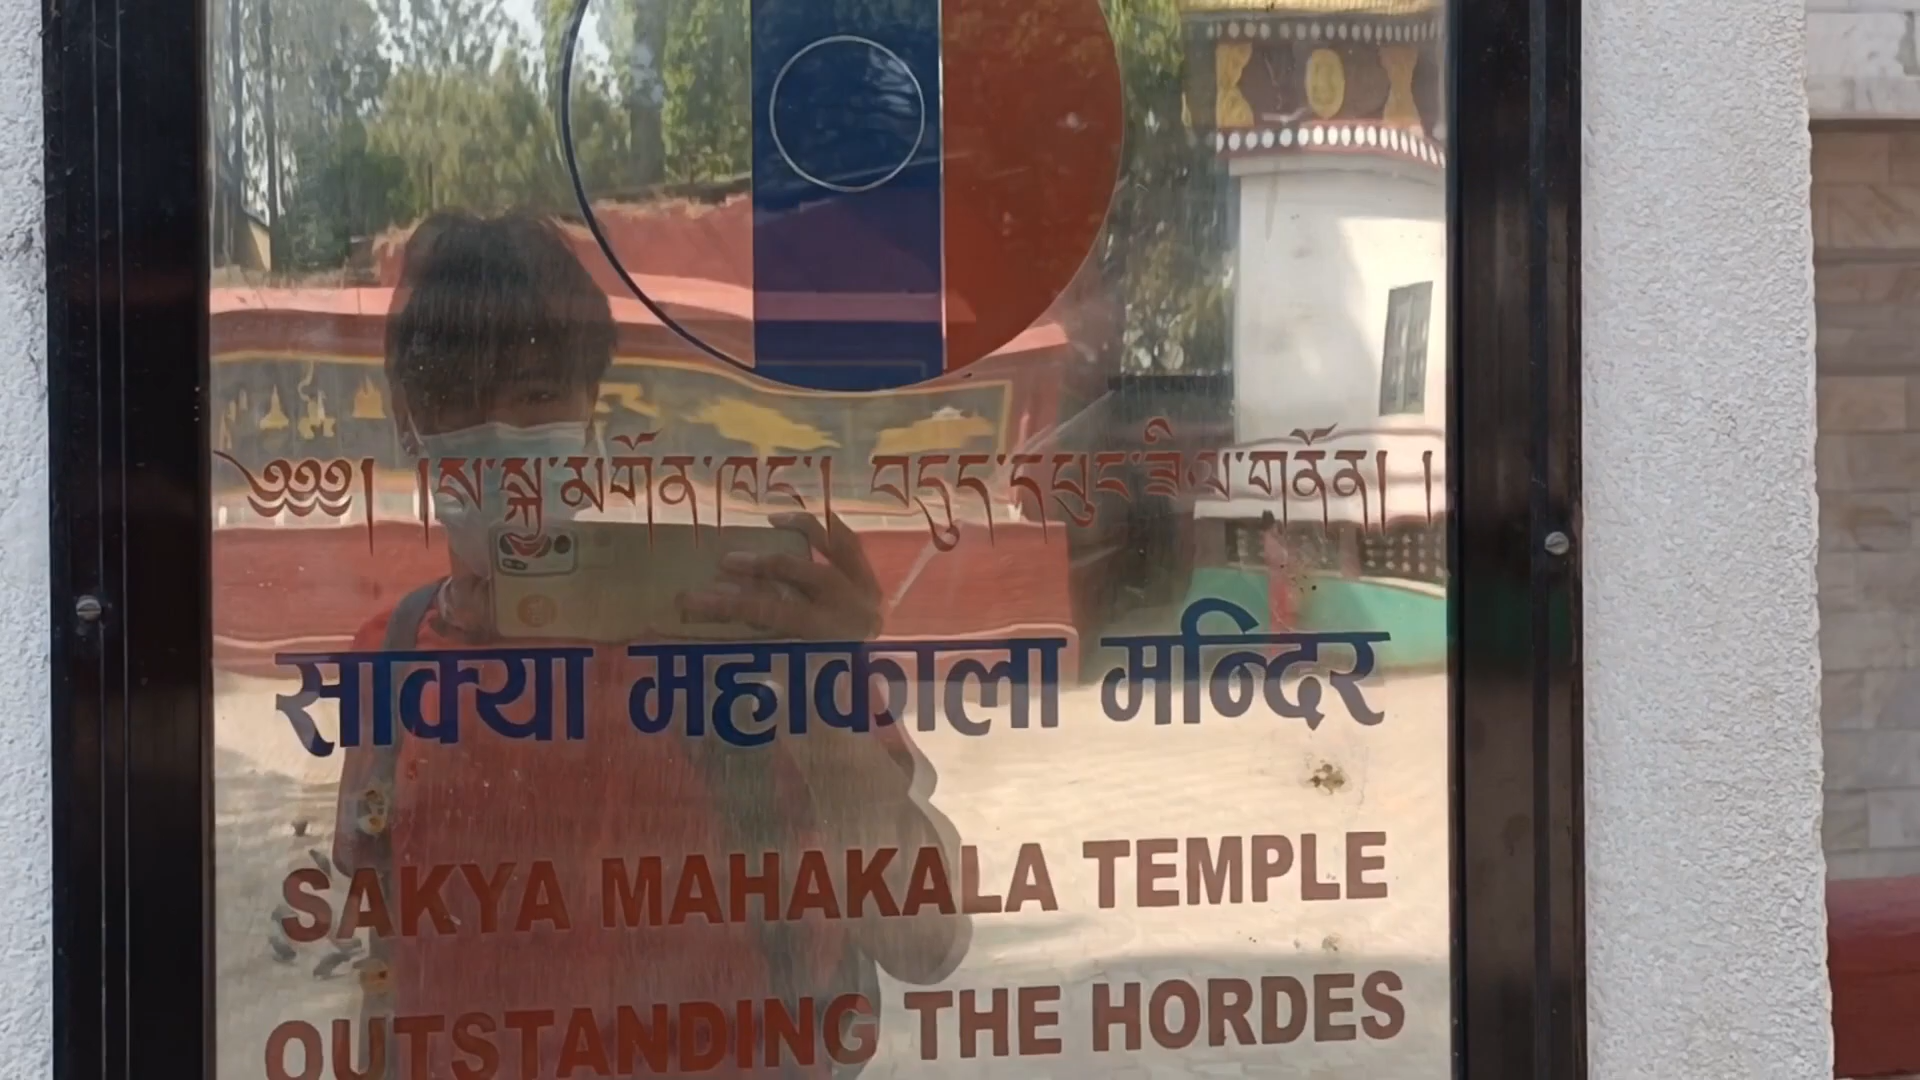 ༄༅༅། །ས་སྐྱ་མགོན་ཁང་། བདུད་དཔུང་ཟིལ་གནོན། །
साक्या महाकाला मन्दिर
SAKYA MAHAKALA TEMPLE
OUTSTANDING THE HORDES